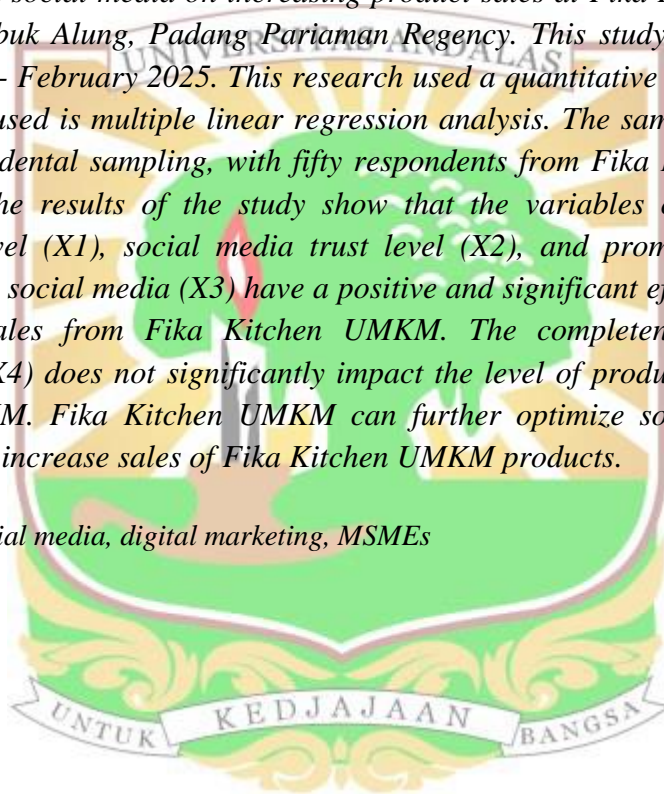 social media on increasing product sales at Fika
buk Alung, Padang Pariaman Regency. This study
UNIVERSITAS ANDALAS
- February 2025. This research used a quantitative
used is multiple linear regression analysis. The sam
dental sampling, with fifty respondents from Fika
he results of the study show that the variables
vel (X1), social media trust level (X2), and prom
social media (X3) have a positive and significant ef
ales from Fika Kitchen UMKM. The completen
X4) does not significantly impact the level of produ
KM. Fika Kitchen UMKM can further optimize so
increase sales of Fika Kitchen UMKM products.
ial media, digital marketing, MSMEs
UNTUK KEDJAJAAN BANGSA